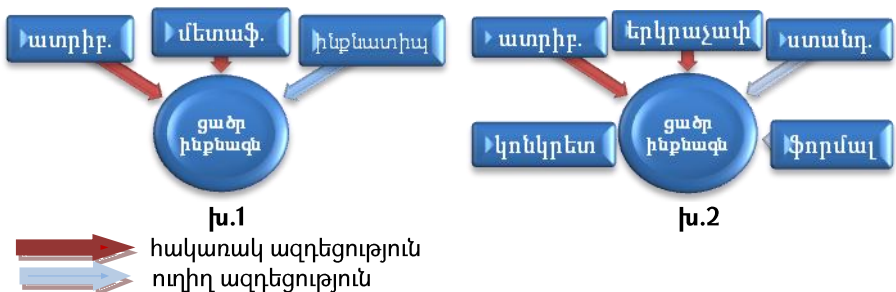 ատրիբ.
մետաֆ.
ինքնատիպ
ցածր
ինքնագն
խ.1
ատրիբ.
երկրաչափ
ստանդ.
կոնկրետ
ցածր
ինքնագն
ֆորմալ
խ.2
հակառակ ազդեցություն
ուղիղ ազդեցություն